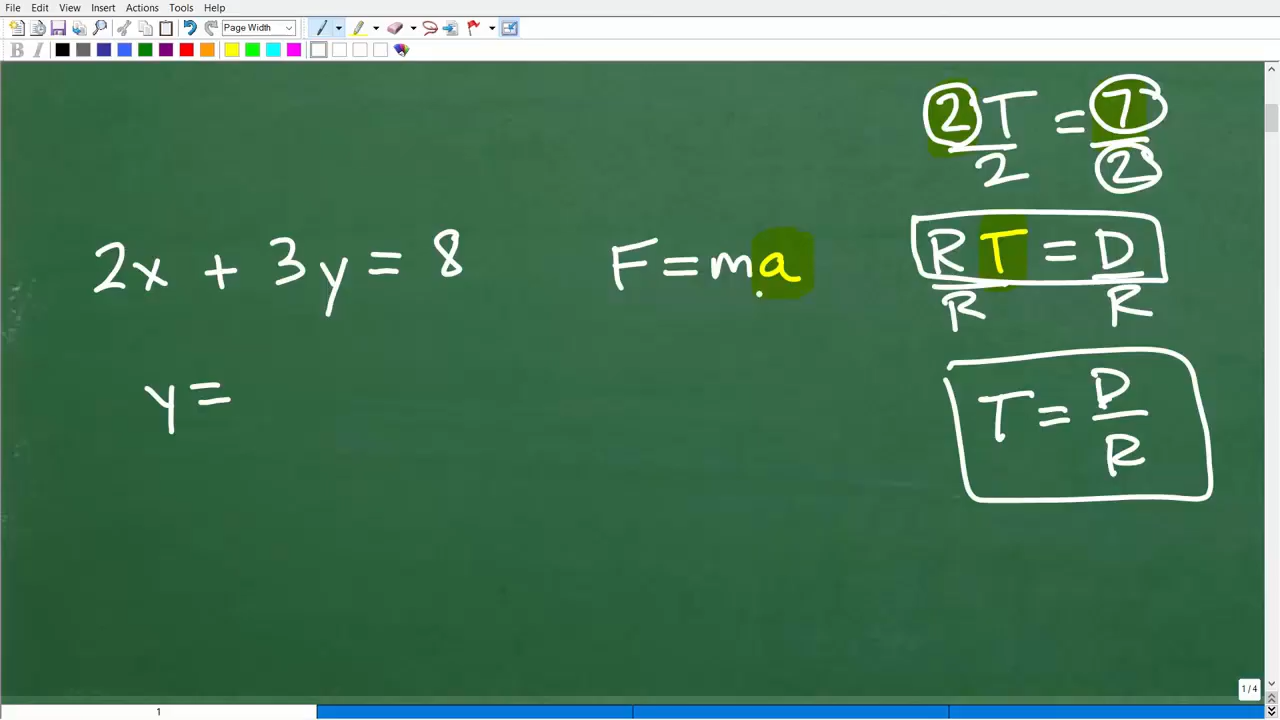 File Edit View Insert Actions Tools Help
Page Width
B I
2T/2 = 7/2
2x + 3y = 8
F = ma
RT/R = D/R
y =
T = D/R
1/4
1